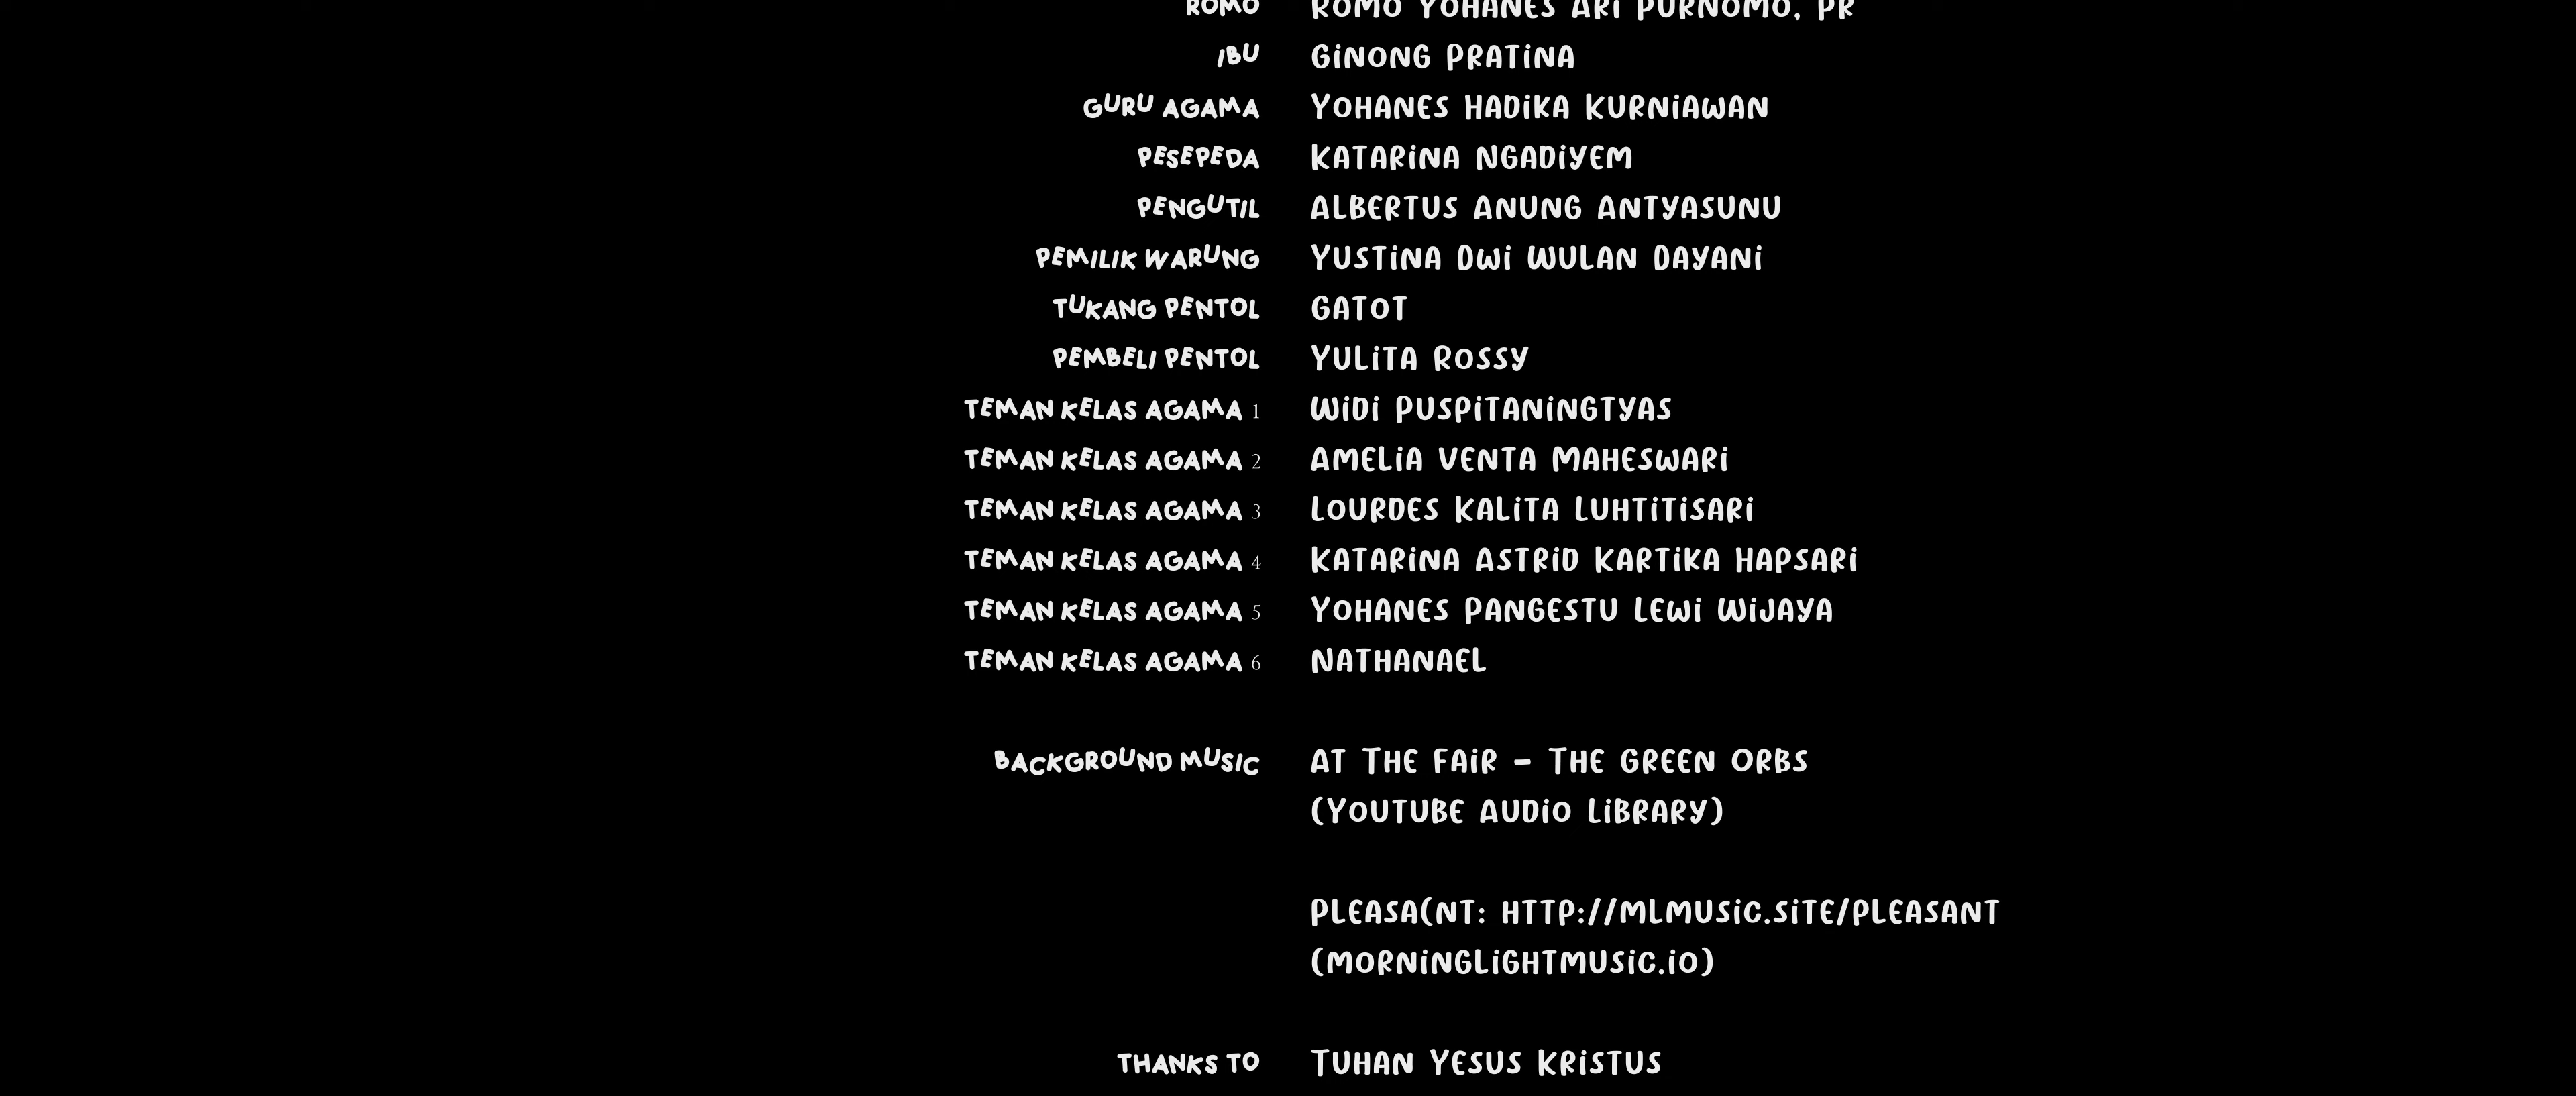 ROMO ROMO YOHANES ARI PURNOMO, PR
IBU GINONG PRATINA
GURU AGAMA YOHANES HADIKA KURNIAWAN
PESEPEDA KATARINA NGADIYEM
PENGUTIL ALBERTUS ANUNG ANTYASUNU
PEMILIK WARUNG YUSTINA DWI WULAN DAYANI
TUKANG PENTOL GATOT
PEMBELI PENTOL YULITA ROSSY
TEMAN KELAS AGAMA 1 WIDI PUSPITANINGTYAS
TEMAN KELAS AGAMA 2 AMELIA VENTA MAHESWARI
TEMAN KELAS AGAMA 3 LOURDES KALITA LUHTITISARI
TEMAN KELAS AGAMA 4 KATARINA ASTRID KARTIKA HAPSARI
TEMAN KELAS AGAMA 5 YOHANES PANGESTU LEWI WIJAYA
TEMAN KELAS AGAMA 6 NATHANAEL
BACKGROUND MUSIC AT THE FAIR - THE GREEN ORBS
(YOUTUBE AUDIO LIBRARY)
PLEASA(NT: HTTP://MLMUSIC.SITE/PLEASANT
(MORNINGLIGHTMUSIC.IO)
THANKS TO TUHAN YESUS KRISTUS